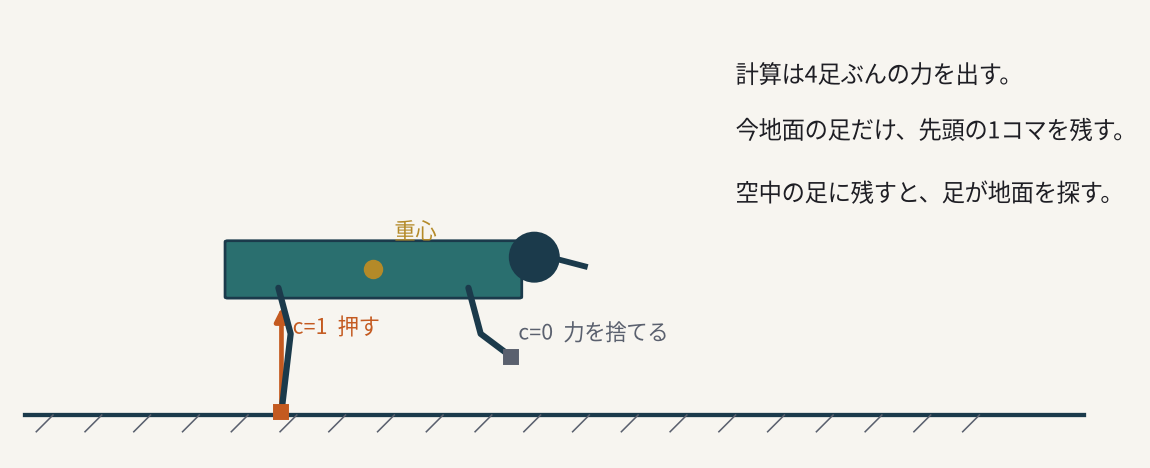 計算は4足ぶんの力を出す。
今地面の足だけ、先頭の1コマを残す。
空中の足に残すと、足が地面を探す。
重心
c=1 押す
c=0 力を捨てる